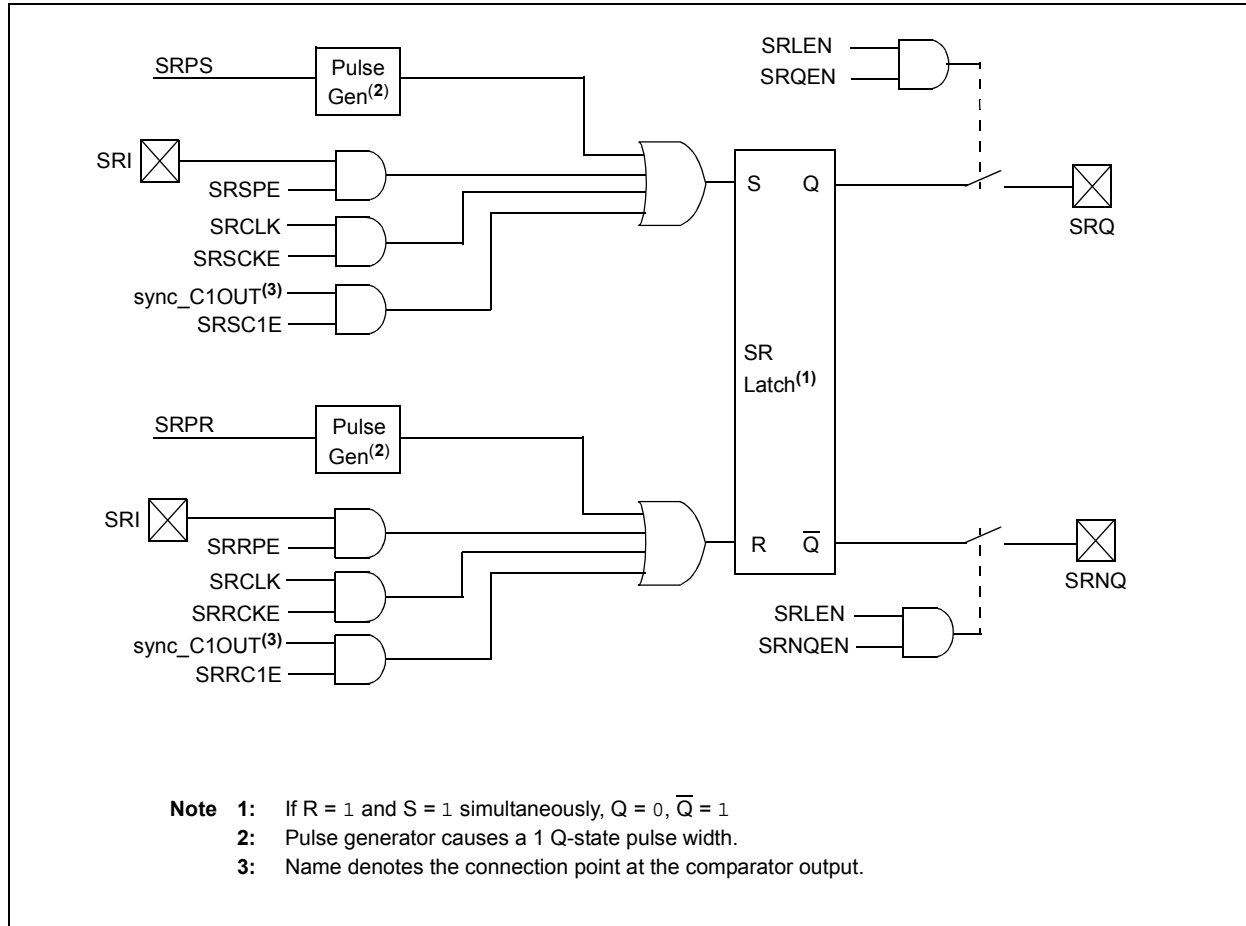 SRPS
Pulse
Gen(2)
SRLEN
SRQEN
SRI
SRSPE
SRCLK
SRSCKE
sync_C1OUT(3)
SRSC1E
S Q
SRQ
SR
Latch(1)
SRPR
Pulse
Gen(2)
SRI
SRRPE
SRCLK
SRRCKE
sync_C1OUT(3)
SRRC1E
R Q̅
SRNQ
SRLEN
SRNQEN
Note 1: If R = 1 and S = 1 simultaneously, Q = 0, Q̅ = 1
2: Pulse generator causes a 1 Q-state pulse width.
3: Name denotes the connection point at the comparator output.